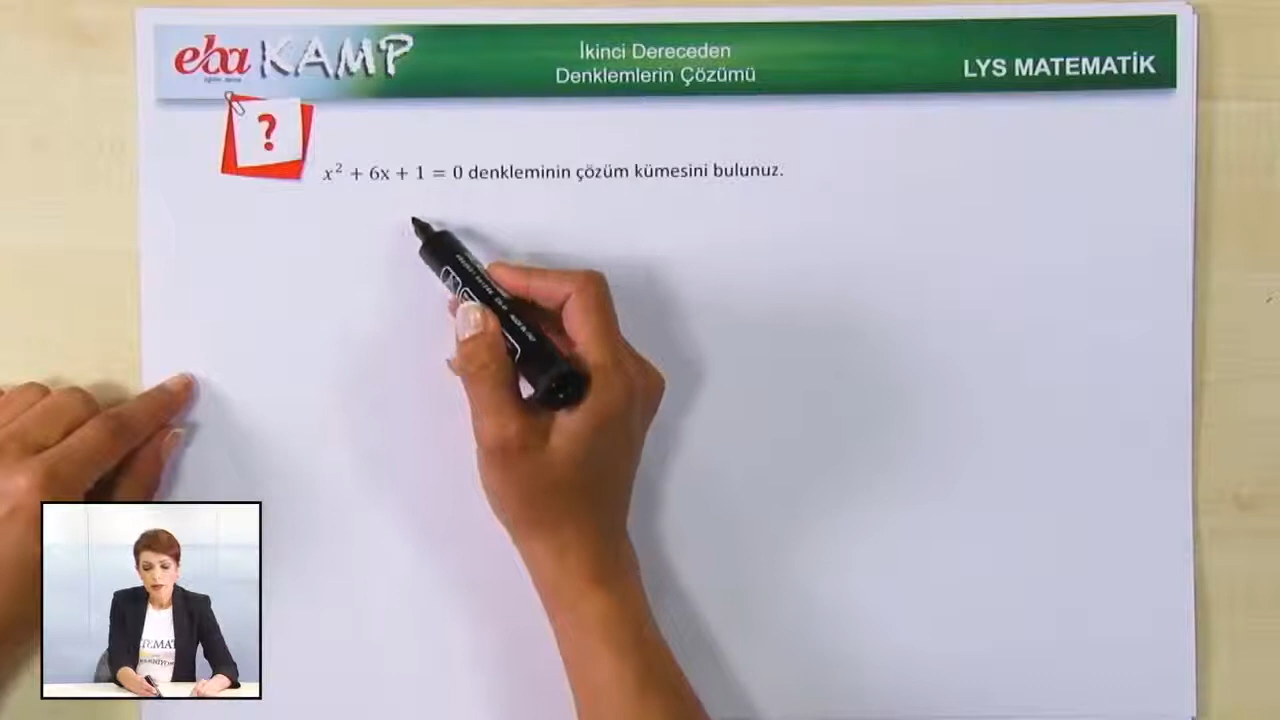 eba KAMP
İkinci Dereceden
Denklemlerin Çözümü
LYS MATEMATİK
?
x² + 6x + 1 = 0 denkleminin çözüm kümesini bulunuz.